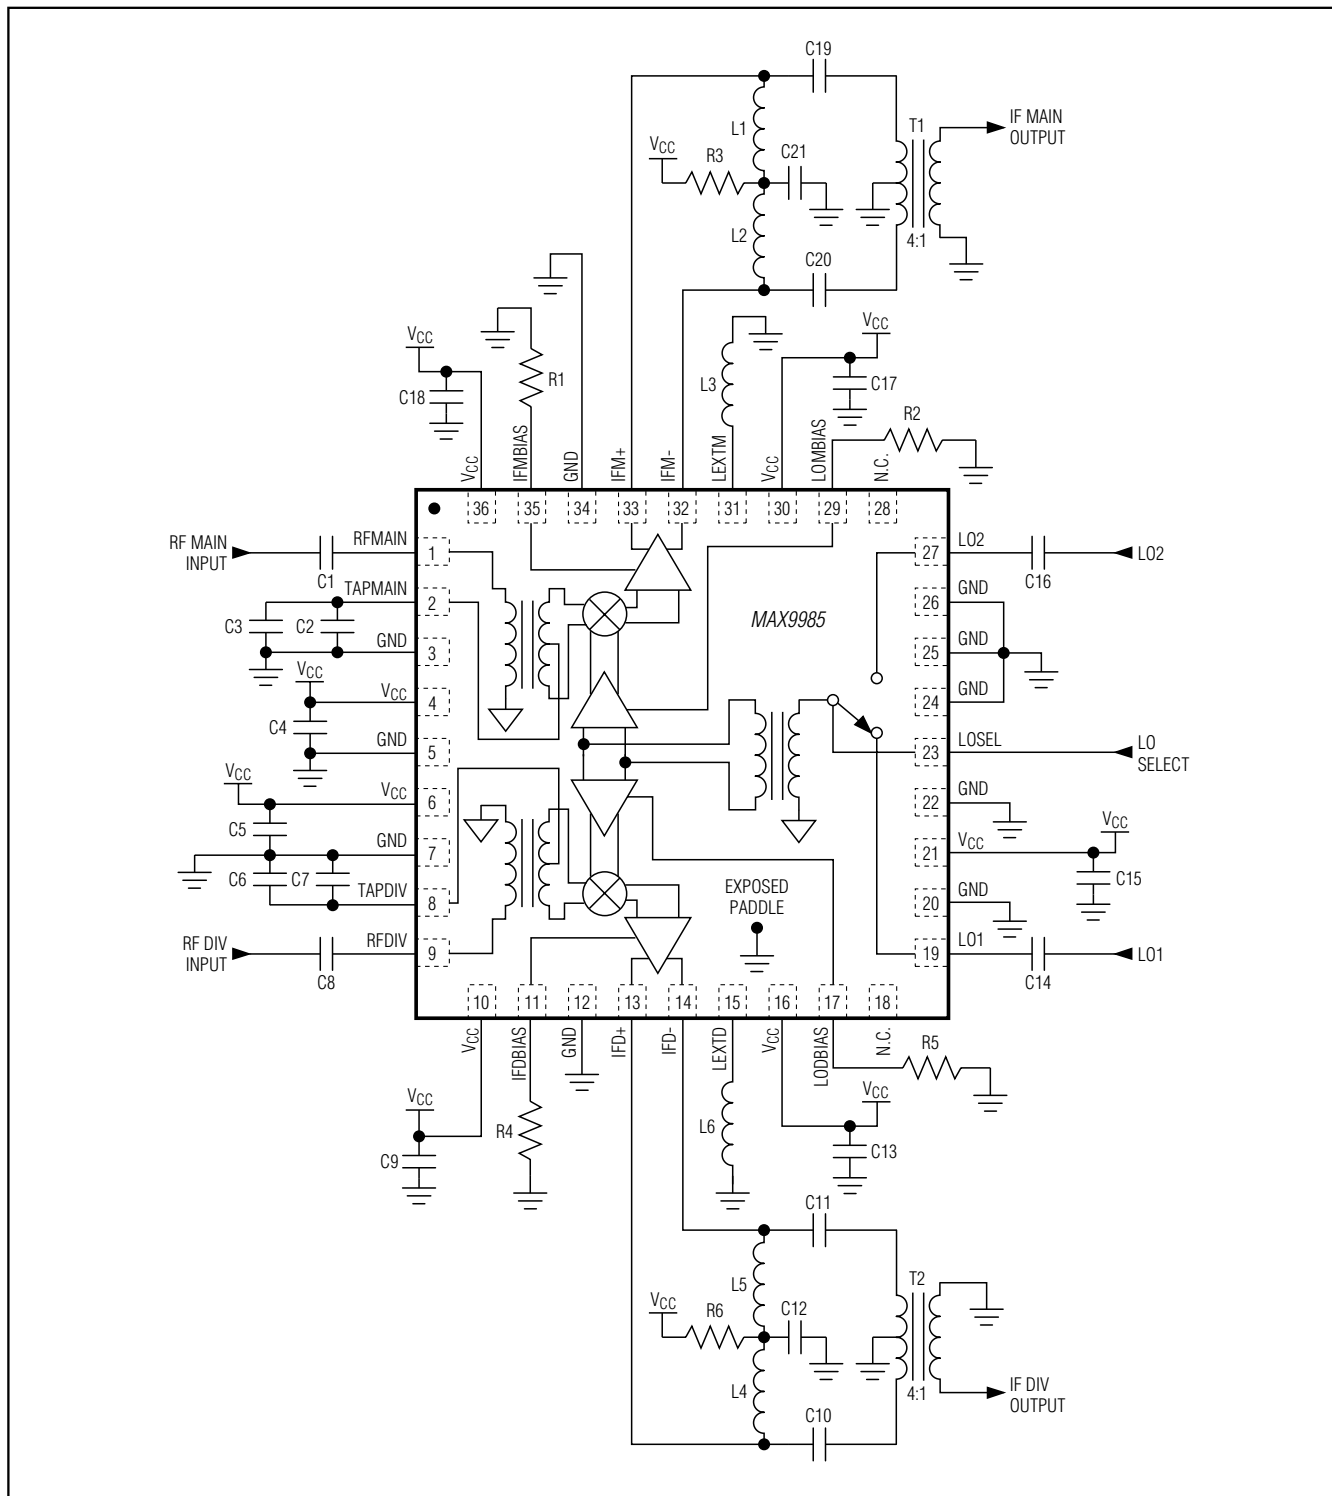 C19
T1
IF MAIN
OUTPUT
L1
VCC
R3
C21
L2
4:1
C20
VCC
C18
R1
L3
VCC
C17
R2
VCC
IFMBIAS
GND
IFM+
IFM-
LEXTM
VCC
LOMBIAS
N.C.
36
35
34
33
32
31
30
29
28
RF MAIN
INPUT
C1
RFMAIN
1
27
LO2
C16
LO2
C3
C2
TAPMAIN
2
MAX9985
26
GND
GND
3
25
GND
VCC
C4
VCC
4
24
GND
GND
5
23
LOSEL
LO
SELECT
VCC
C5
VCC
6
22
GND
GND
7
21
VCC
VCC
C15
C6
C7
TAPDIV
8
EXPOSED
PADDLE
20
GND
RF DIV
INPUT
C8
RFDIV
9
19
LO1
C14
LO1
10
11
12
13
14
15
16
17
18
VCC
IFDBIAS
GND
IFD+
IFD-
LEXTD
VCC
LODBIAS
N.C.
R5
VCC
C9
R4
L6
VCC
C13
C11
L5
T2
VCC
R6
C12
L4
4:1
C10
IF DIV
OUTPUT